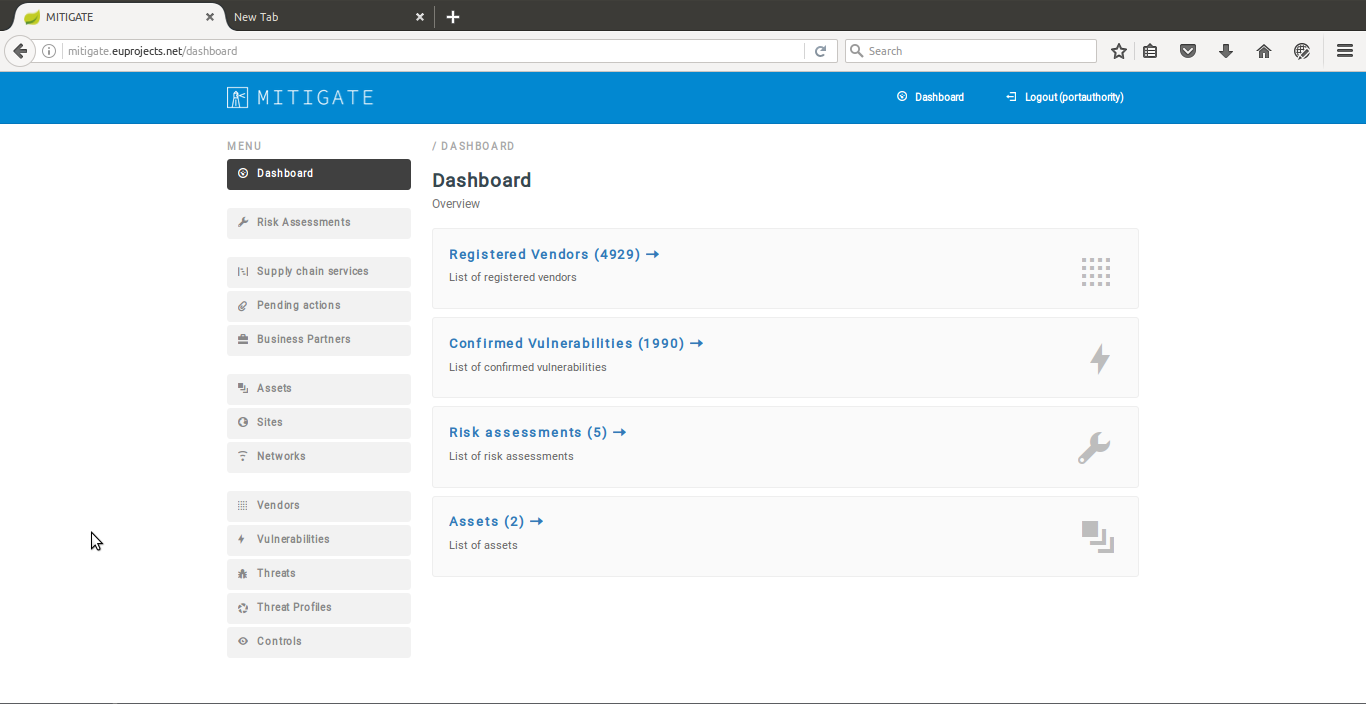 MITIGATE
New Tab
mitigate.euprojects.net/dashboard
Search
MITIGATE
Dashboard
Logout (portauthority)
MENU
Dashboard
Risk Assessments
Supply chain services
Pending actions
Business Partners
Assets
Sites
Networks
Vendors
Vulnerabilities
Threats
Threat Profiles
Controls
/ DASHBOARD
Dashboard
Overview
Registered Vendors (4929) →
List of registered vendors
Confirmed Vulnerabilities (1990) →
List of confirmed vulnerabilities
Risk assessments (5) →
List of risk assessments
Assets (2) →
List of assets